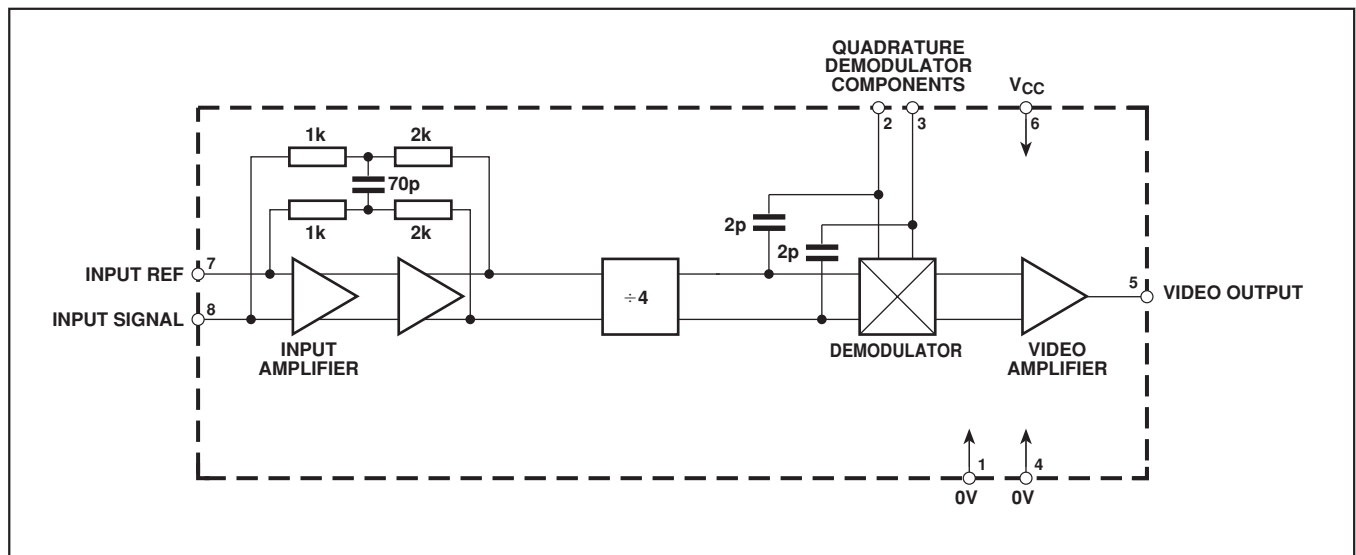 QUADRATURE
DEMODULATOR
COMPONENTS
VCC
2
3
6
1k
2k
70p
1k
2k
2p
2p
INPUT REF
7
INPUT SIGNAL
8
÷4
5
VIDEO OUTPUT
INPUT
AMPLIFIER
DEMODULATOR
VIDEO
AMPLIFIER
1
4
0V
0V